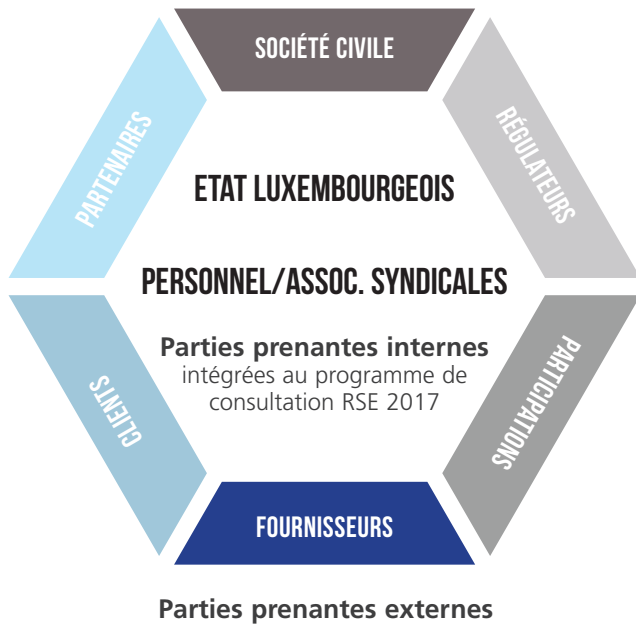 SOCIÉTÉ CIVILE
PARTENAIRES
RÉGULATEURS
ETAT LUXEMBOURGEOIS
PERSONNEL/ASSOC. SYNDICALES
Parties prenantes internes
intégrées au programme de
consultation RSE 2017
CLIENTS
PARTICIPATIONS
FOURNISSEURS
Parties prenantes externes